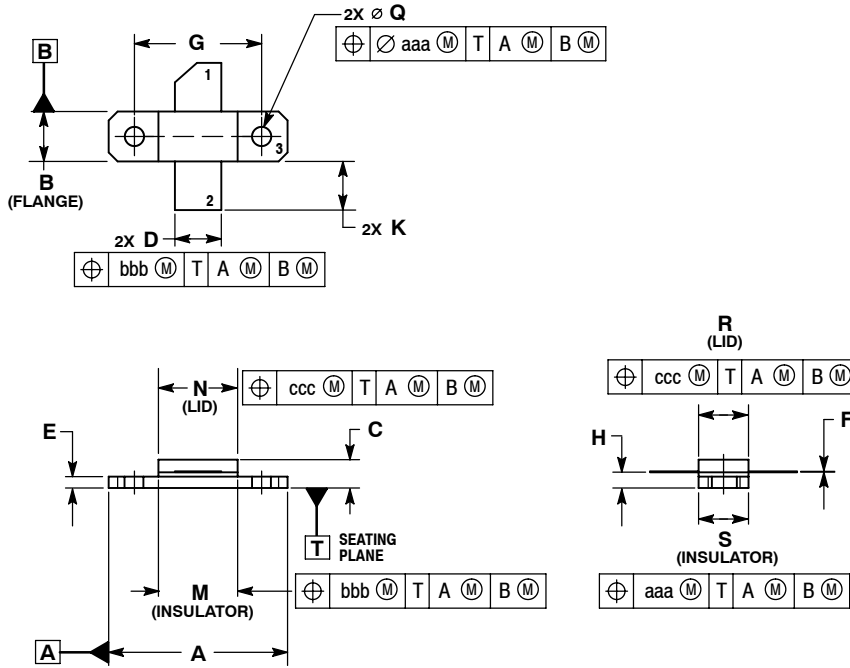 2X ⌀ Q
⌖ ⌀ aaa Ⓜ T A Ⓜ B Ⓜ
G
B
1
3
B
(FLANGE)
2
2X K
2X D
⌖ bbb Ⓜ T A Ⓜ B Ⓜ
N
(LID)
⌖ ccc Ⓜ T A Ⓜ B Ⓜ
R
(LID)
⌖ ccc Ⓜ T A Ⓜ B Ⓜ
E
C
H
F
T
SEATING
PLANE
M
(INSULATOR)
⌖ bbb Ⓜ T A Ⓜ B Ⓜ
S
(INSULATOR)
⌖ aaa Ⓜ T A Ⓜ B Ⓜ
A
A